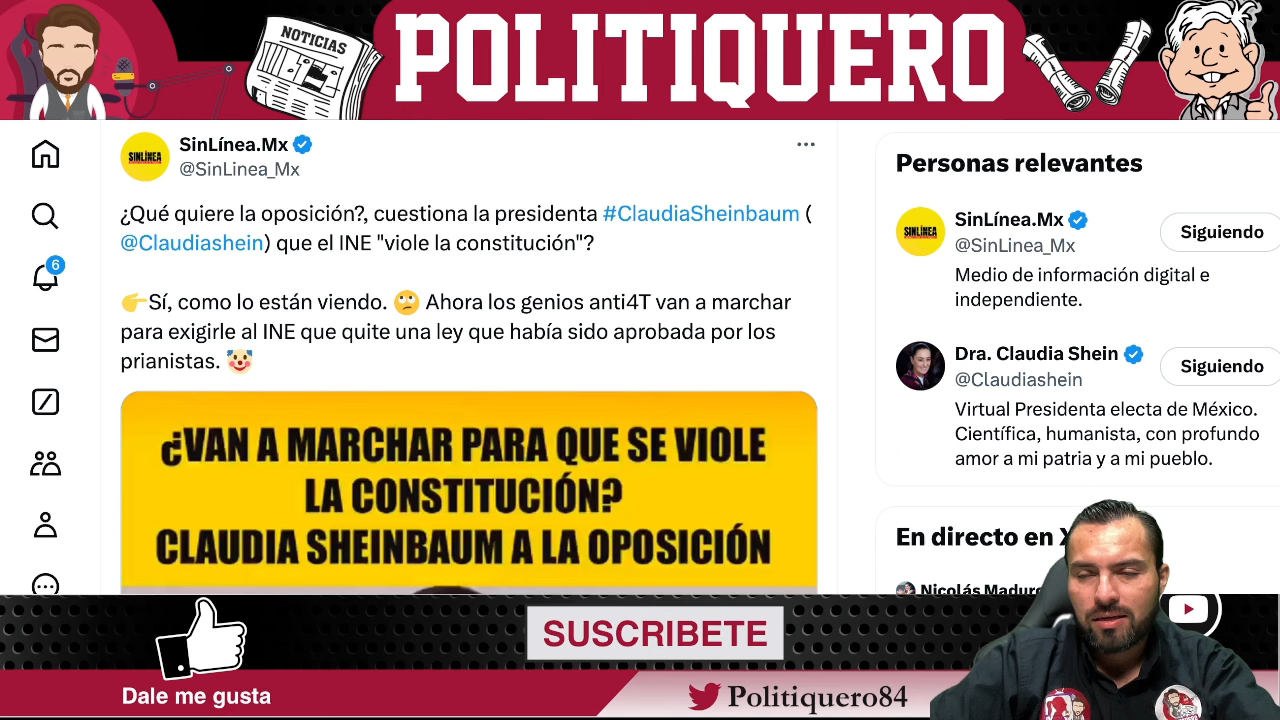 NOTICIAS
POLITIQUERO
SINLÍNEA
SinLínea.Mx
@SinLinea_Mx
¿Qué quiere la oposición?, cuestiona la presidenta #ClaudiaSheinbaum (
@Claudiashein) que el INE "viole la constitución"?
👉Sí, como lo están viendo. 🙄 Ahora los genios anti4T van a marchar
para exigirle al INE que quite una ley que había sido aprobada por los
prianistas. 🤡
¿VAN A MARCHAR PARA QUE SE VIOLE
LA CONSTITUCIÓN?
CLAUDIA SHEINBAUM A LA OPOSICIÓN
6
Personas relevantes
SINLÍNEA
SinLínea.Mx
@SinLinea_Mx
Siguiendo
Medio de información digital e
independiente.
Dra. Claudia Shein
@Claudiashein
Siguiendo
Virtual Presidenta electa de México.
Científica, humanista, con profundo
amor a mi patria y a mi pueblo.
En directo en X
Nicolás Maduro
SUSCRIBETE
Dale me gusta
Politiquero84